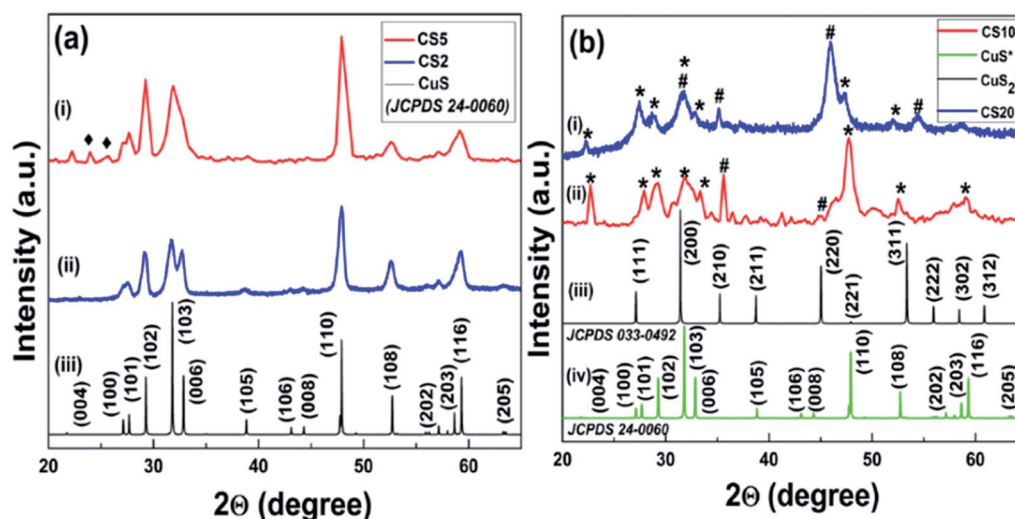 (a)
CS5
CS2
CuS
(JCPDS 24-0060)
(i)
♦ ♦
(ii)
(iii)
(004)
(100)
(101)
(102)
(103)
(006)
(105)
(106)
(008)
(110)
(108)
(202)
(203)
(116)
(205)
Intensity (a.u.)
20 30 40 50 60
2Θ (degree)
(b)
CS10
CuS*
CuS2
CS20
(i)
* * * * # * # # * * #
(ii)
* * * * * # # * * *
(iii)
(111)
(200)
(210)
(211)
(220)
(221)
(311)
(222)
(302)
(312)
JCPDS 033-0492
(iv)
(004)
(100)
(101)
(102)
(103)
(006)
(105)
(106)
(008)
(110)
(108)
(202)
(203)
(116)
(205)
JCPDS 24-0060
Intensity (a.u.)
20 30 40 50 60
2Θ (degree)